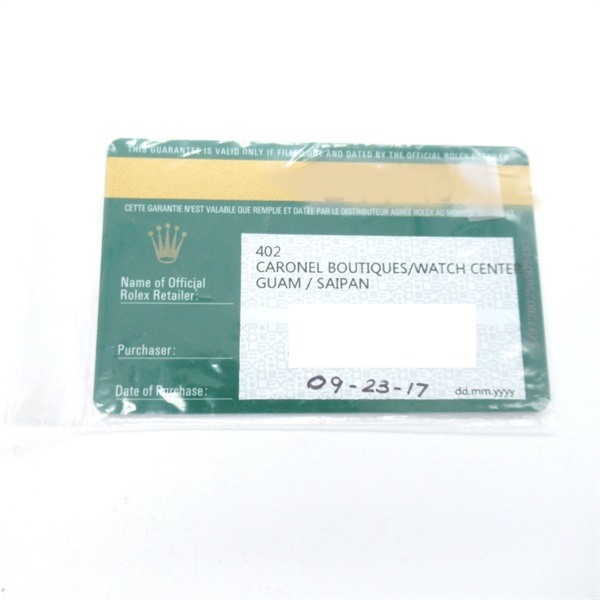 THIS GUARANTEE IS VALID ONLY IF FILLED OUT AND DATED BY THE OFFICIAL ROLEX RETAILER
CETTE GARANTIE N'EST VALABLE QUE REMPLIE ET DATÉE PAR LE DISTRIBUTEUR AGRÉÉ ROLEX AU
402
CARONEL BOUTIQUES/WATCH CENTER
GUAM / SAIPAN
Name of Official
Rolex Retailer:
Purchaser:
Date of Purchase:
09-23-17
dd.mm.yyyy